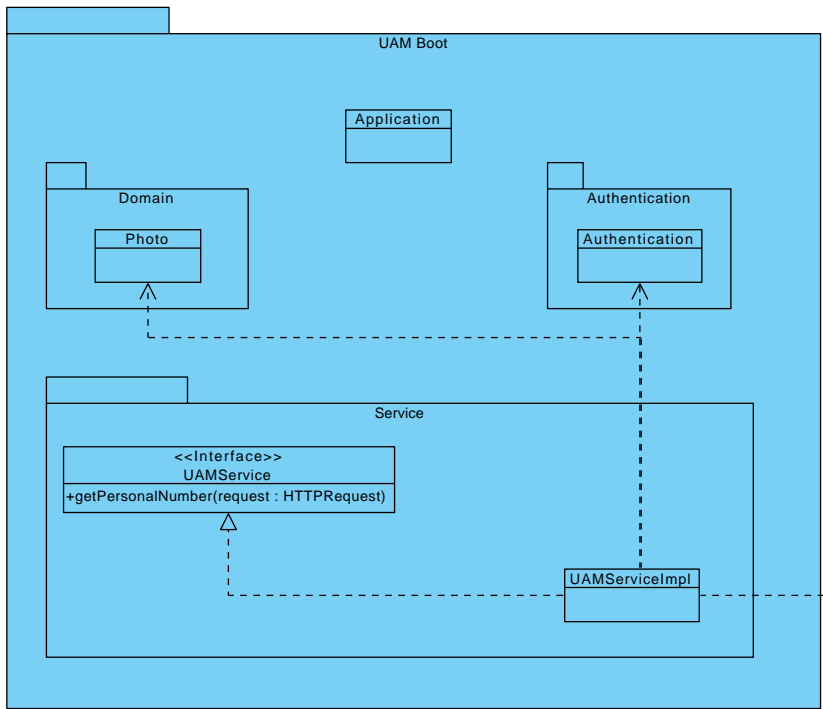 UAM Boot
Application
Domain
Authentication
Photo
Authentication
Service
<<Interface>>
UAMService
+getPersonalNumber(request : HTTPRequest)
UAMServiceImpl